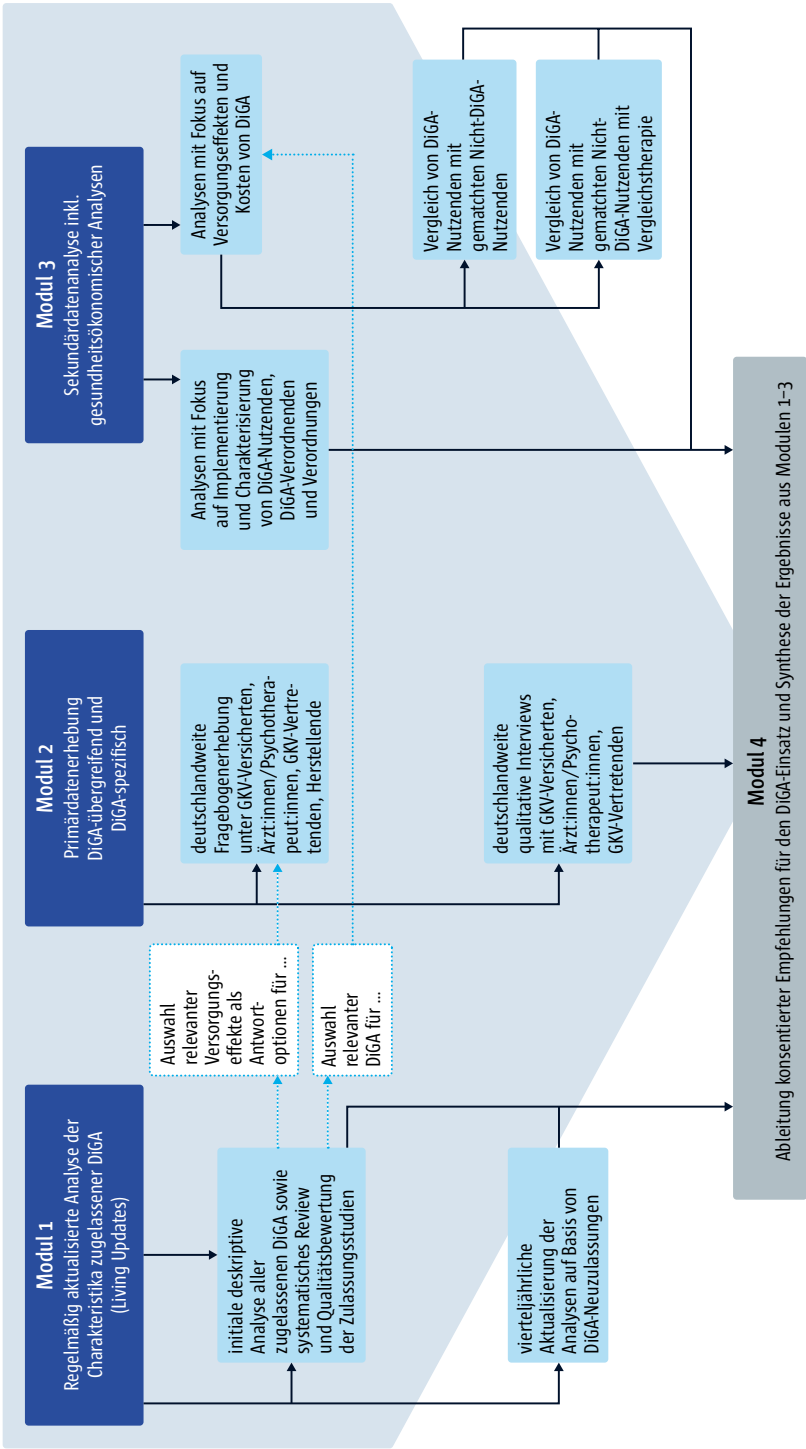 Modul 1
Regelmäßig aktualisierte Analyse der
Charakteristika zugelassener DiGA
(Living Updates)
initiale deskriptive
Analyse aller
zugelassenen DiGA sowie
systematisches Review
und Qualitätsbewertung
der Zulassungsstudien
vierteljährliche
Aktualisierung der
Analysen auf Basis von
DiGA-Neuzulassungen
Auswahl
relevanter
Versorgungs-
effekte als
Antwort-
optionen für ...
Auswahl
relevanter
DiGA für ...
Modul 2
Primärdatenerhebung
DiGA-übergreifend und
DiGA-spezifisch
deutschlandweite
Fragebogenerhebung
unter GKV-Versicherten,
Ärzt:innen/Psychothera-
peut:innen, GKV-Vertre-
tenden, Herstellende
deutschlandweite
qualitative Interviews
mit GKV-Versicherten,
Ärzt:innen/Psycho-
therapeut:innen,
GKV-Vertretenden
Modul 3
Sekundärdatenanalyse inkl.
gesundheitsökonomischer Analysen
Analysen mit Fokus
auf Implementierung
und Charakterisierung
von DiGA-Nutzenden,
DiGA-Verordnenden
und Verordnungen
Analysen mit Fokus auf
Versorgungseffekten und
Kosten von DiGA
Vergleich von DiGA-
Nutzenden mit
gematchten Nicht-DiGA-
Nutzenden
Vergleich von DiGA-
Nutzenden mit
gematchten Nicht-
DiGA-Nutzenden mit
Vergleichstherapie
Modul 4
Ableitung konsentierter Empfehlungen für den DiGA-Einsatz und Synthese der Ergebnisse aus Modulen 1–3